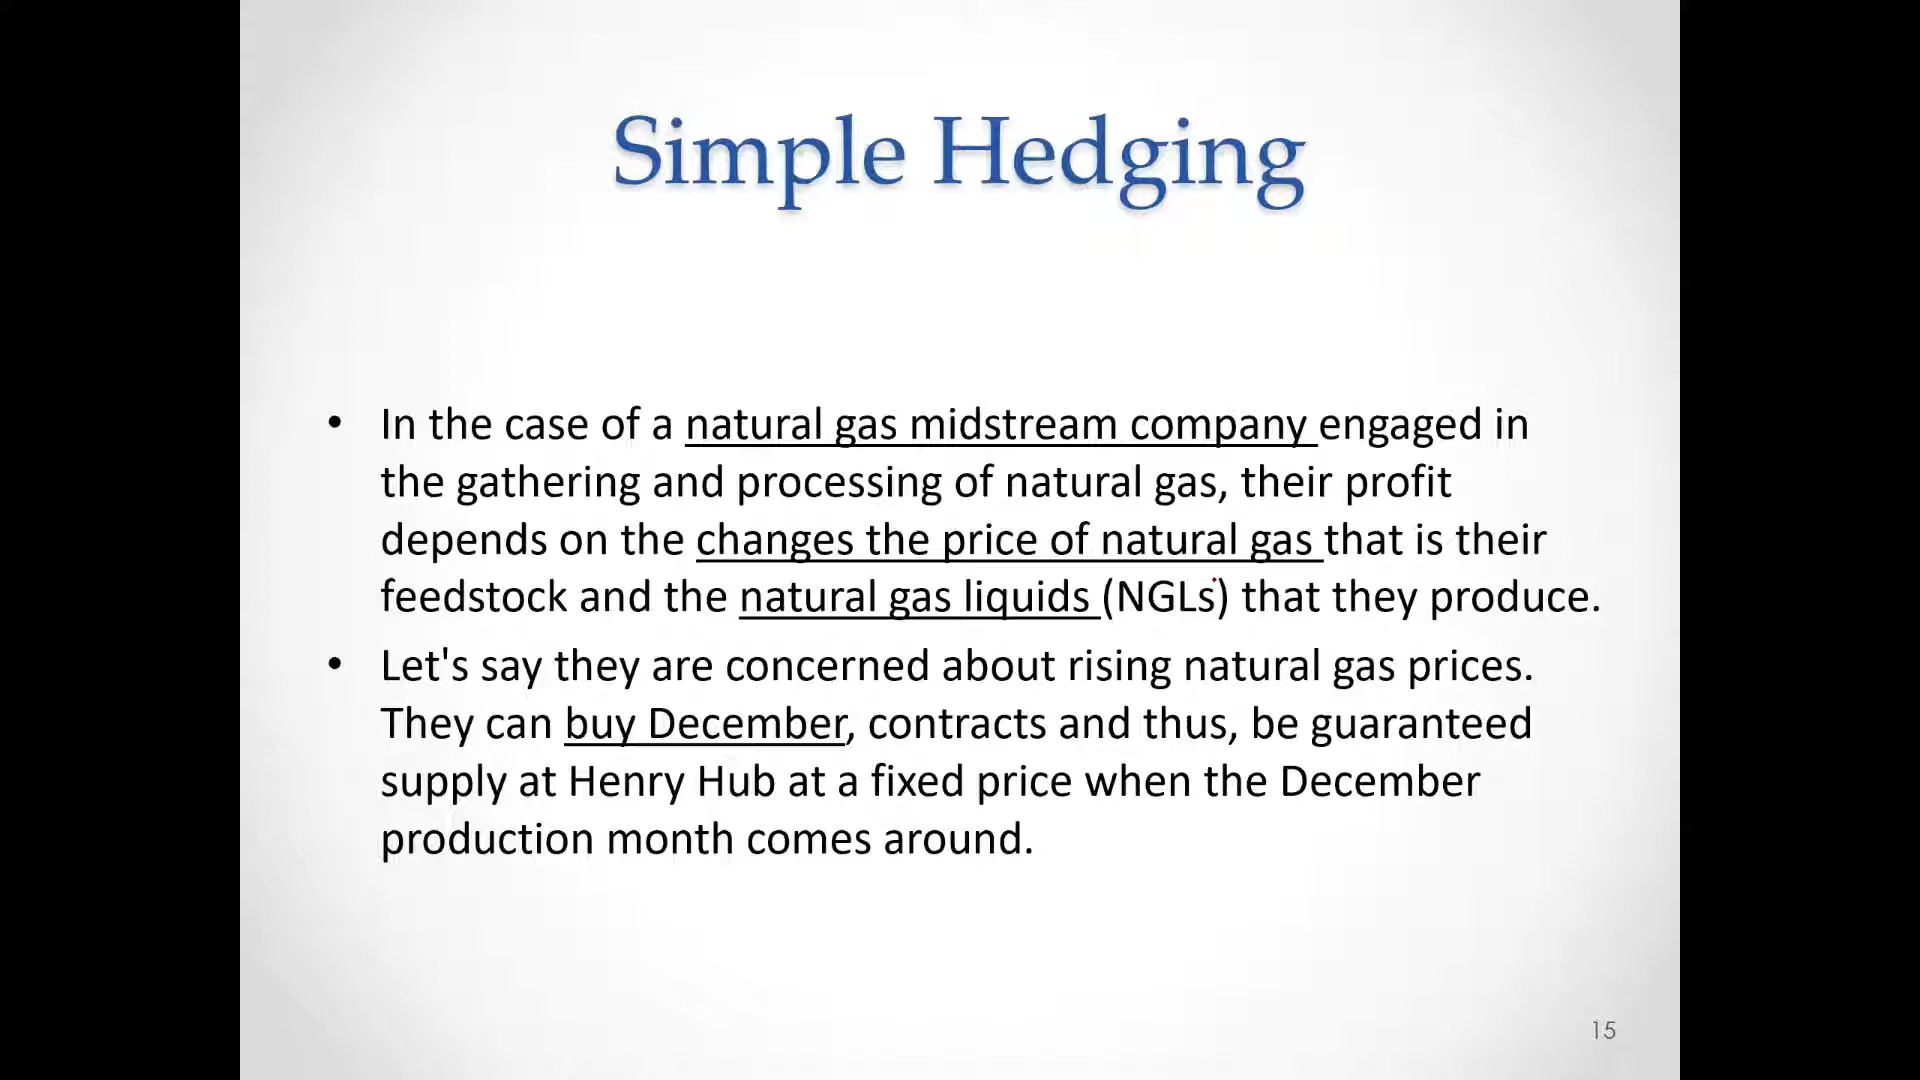 Simple Hedging
• In the case of a natural gas midstream company engaged in
the gathering and processing of natural gas, their profit
depends on the changes the price of natural gas that is their
feedstock and the natural gas liquids (NGLs) that they produce.
• Let's say they are concerned about rising natural gas prices.
They can buy December, contracts and thus, be guaranteed
supply at Henry Hub at a fixed price when the December
production month comes around.
15